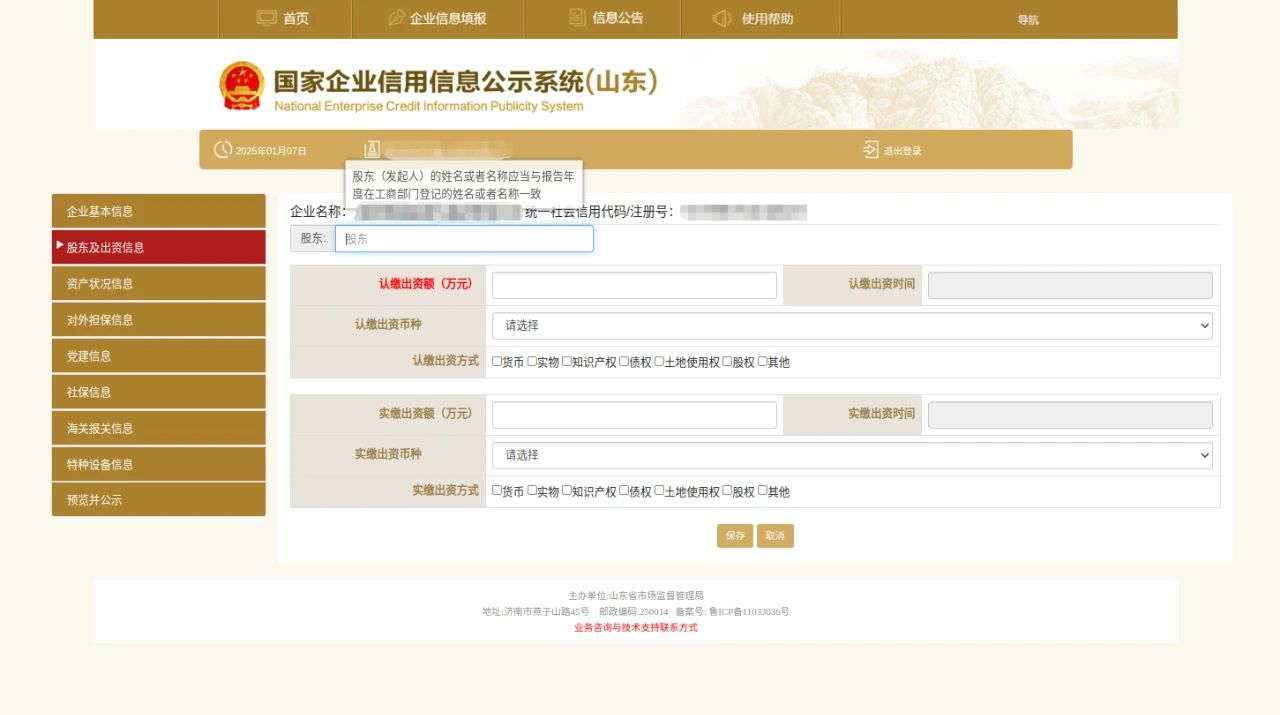 首页 企业信息填报 信息公告 使用帮助 导航
国家企业信用信息公示系统(山东)
National Enterprise Credit Information Publicity System
2025年01月07日 退出登录
股东（发起人）的姓名或者名称应当与报告年
度在工商部门登记的姓名或者名称一致
企业名称: 统一社会信用代码/注册号:
股东: 股东
企业基本信息
股东及出资信息
资产状况信息
对外担保信息
党建信息
社保信息
海关报关信息
特种设备信息
预览并公示
认缴出资额（万元） 认缴出资时间
认缴出资币种 请选择
认缴出资方式 货币 实物 知识产权 债权 土地使用权 股权 其他
实缴出资额（万元） 实缴出资时间
实缴出资币种 请选择
实缴出资方式 货币 实物 知识产权 债权 土地使用权 股权 其他
保存 取消
主办单位:山东省市场监督管理局
地址:济南市燕子山路45号 邮政编码:250014 备案号: 鲁ICP备11033036号
业务咨询与技术支持联系方式